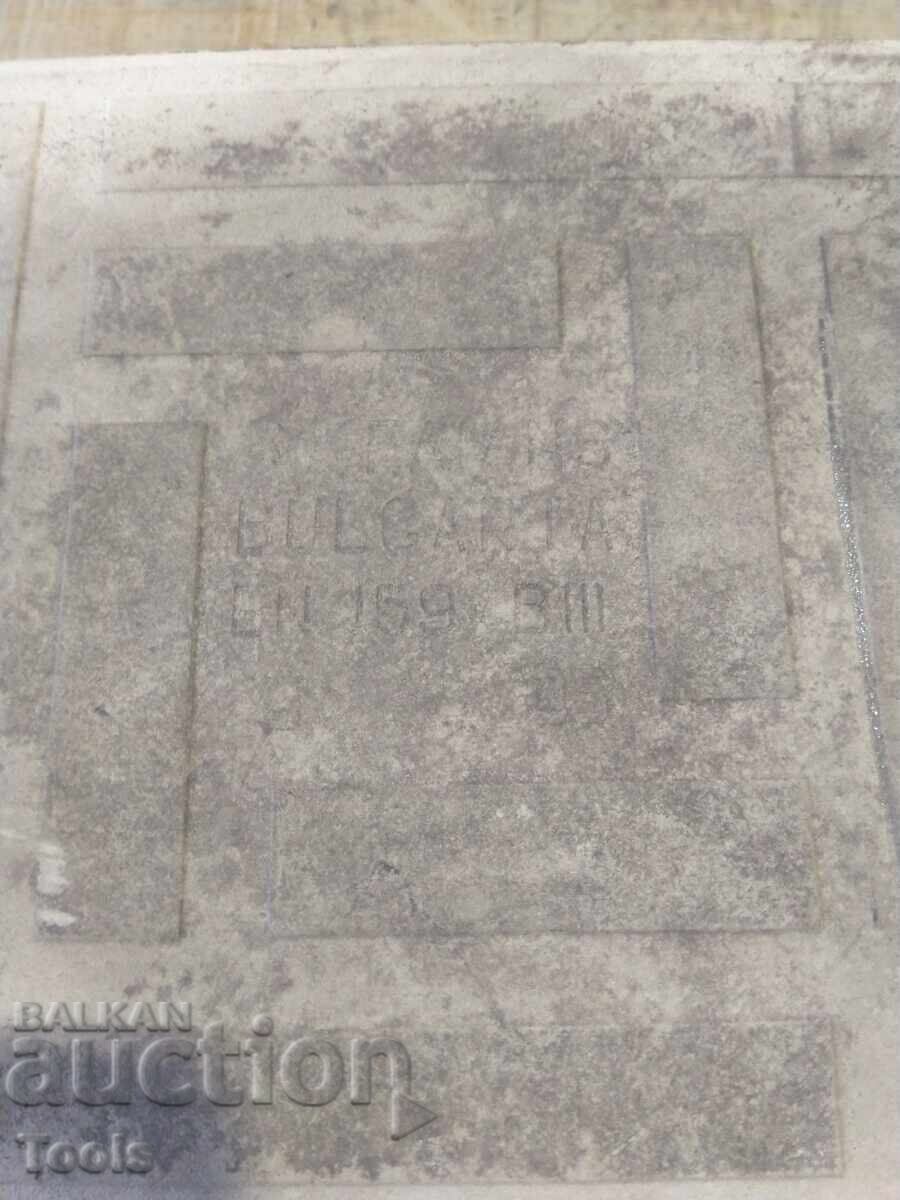 BULGARIA
EN 159 BIII
BALKAN
auction
Tools